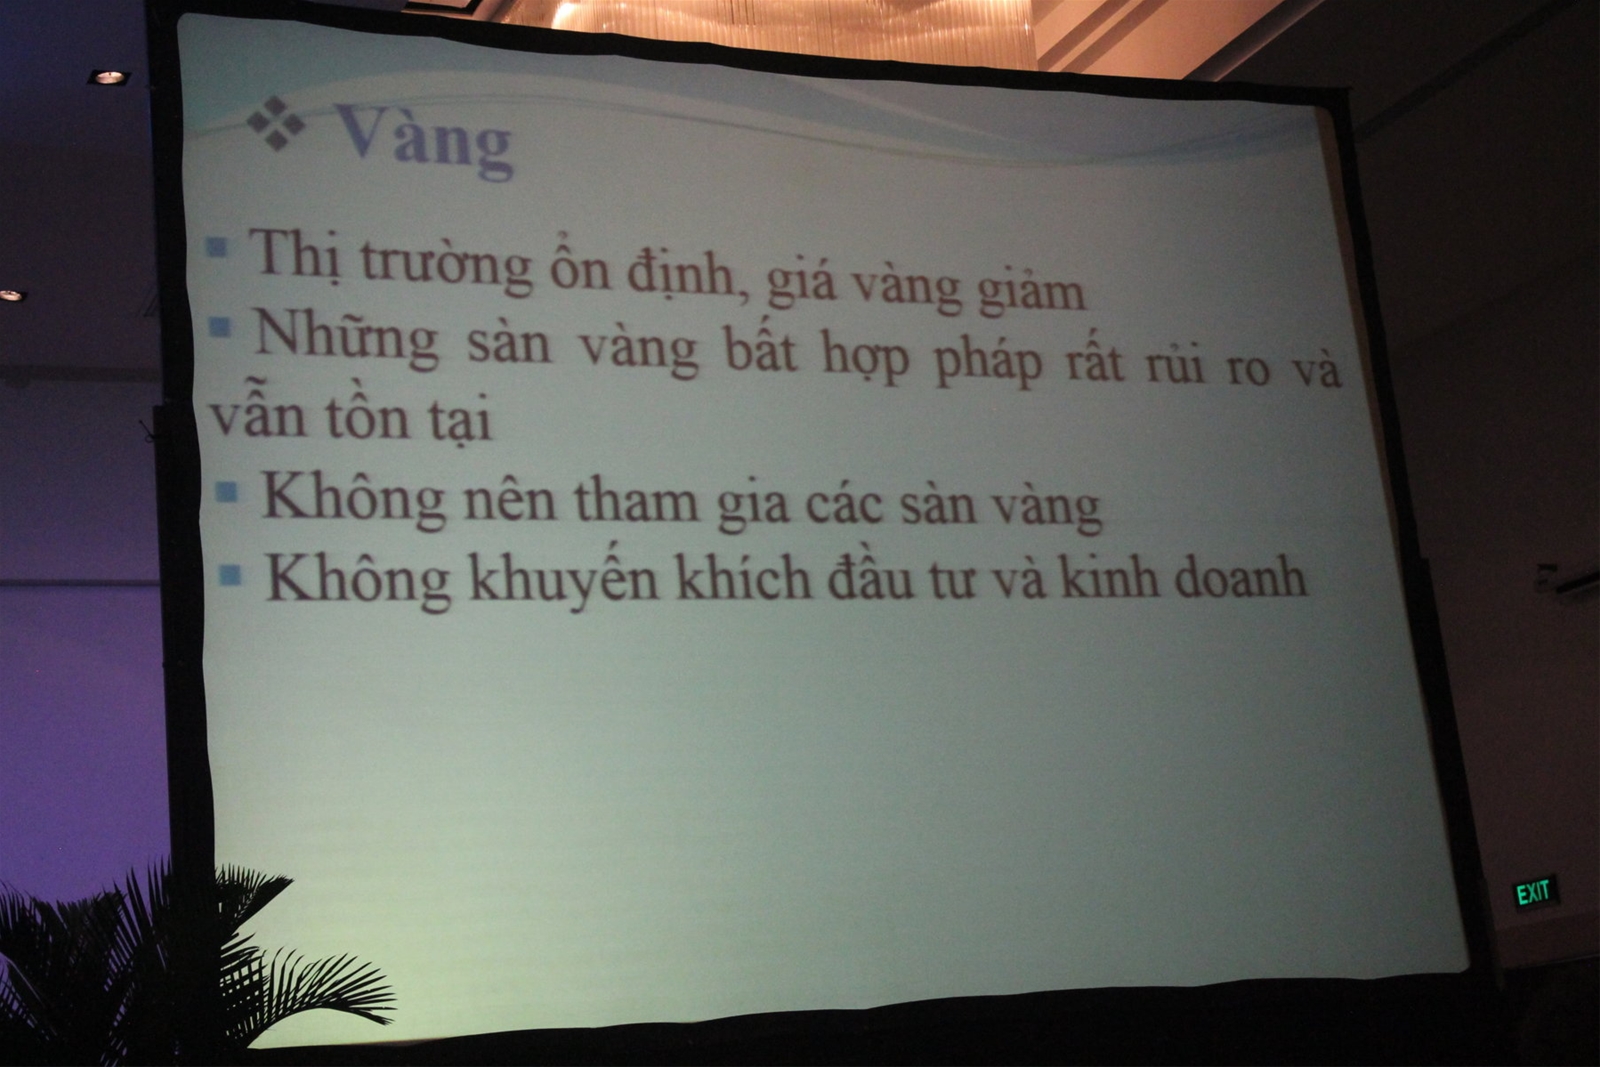 Vàng
Thị trường ổn định, giá vàng giảm
Những sàn vàng bất hợp pháp rất rủi ro và
vẫn tồn tại
Không nên tham gia các sàn vàng
Không khuyến khích đầu tư và kinh doanh
EXIT